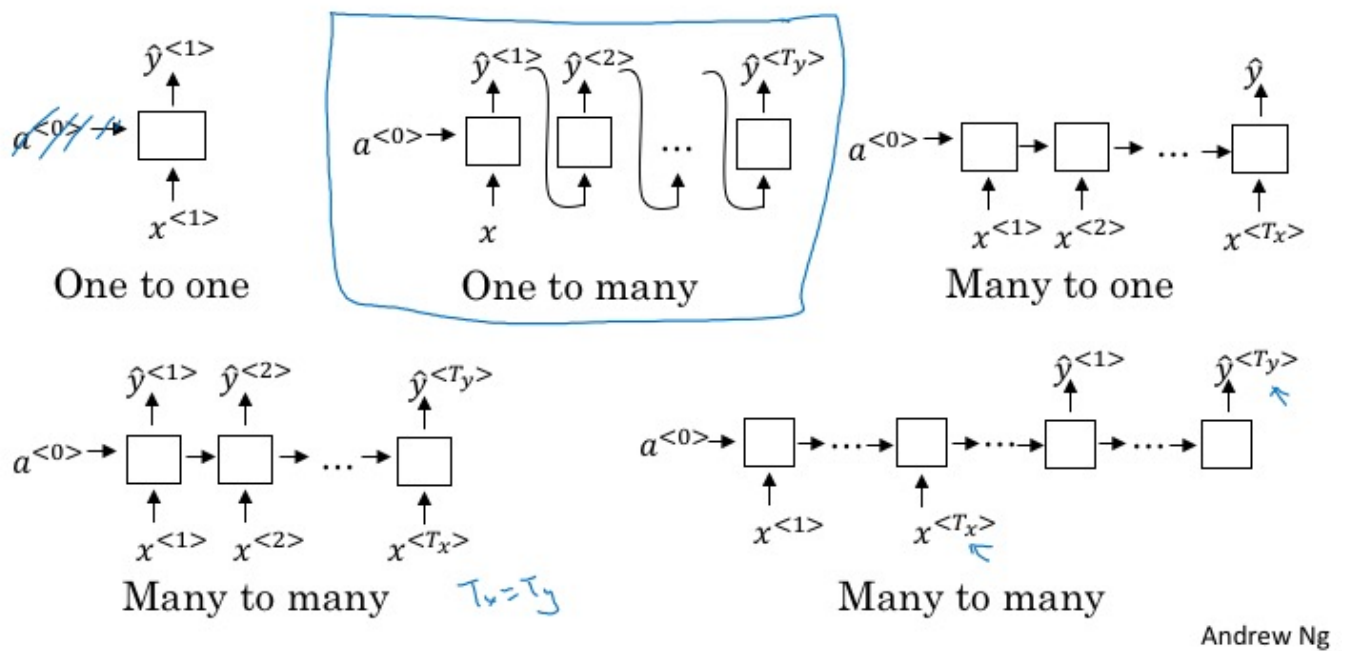 ŷ<1>
a<0>
x<1>
One to one
ŷ<1> ŷ<2> ŷ<Ty>
a<0> ...
x
One to many
ŷ
a<0> ...
x<1> x<2> x<Tx>
Many to one
ŷ<1> ŷ<2> ŷ<Ty>
a<0> ...
x<1> x<2> x<Tx>
Many to many
Tx = Ty
ŷ<1> ŷ<Ty>
a<0> ... ... ...
x<1> x<Tx>
Many to many
Andrew Ng